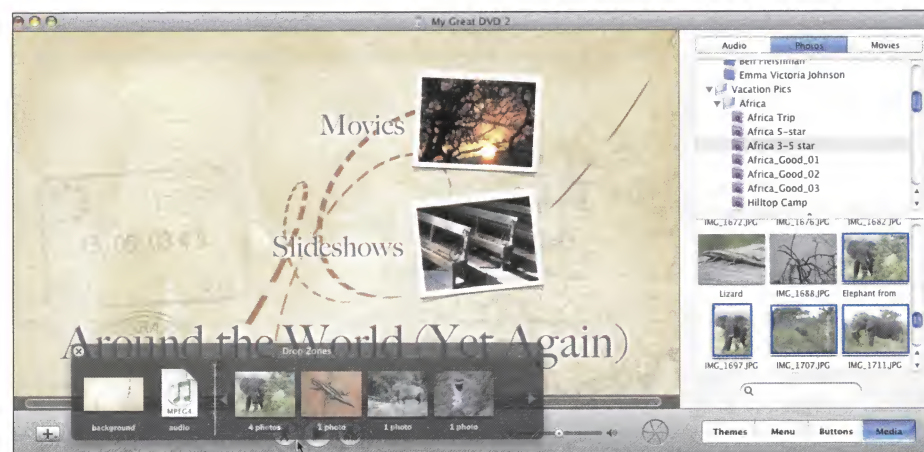 My Great DVD 2
Movies
Slideshows
Around the World (Yet Again)
Drop Zones
MPEG4
background
audio
4 photos
1 photo
1 photo
1 photo
Audio
Photos
Movies
Ben Fleishman
Emma Victoria Johnson
Vacation Pics
Africa
Africa Trip
Africa 5-star
Africa 3-5 star
Africa_Good_01
Africa_Good_02
Africa_Good_03
Hilltop Camp
IMG_1672.JPG IMG_1676.JPG IMG_1682.JPG
Lizard IMG_1688.JPG Elephant from
IMG_1697.JPG IMG_1707.JPG IMG_1711.JPG
Themes Menu Buttons Media